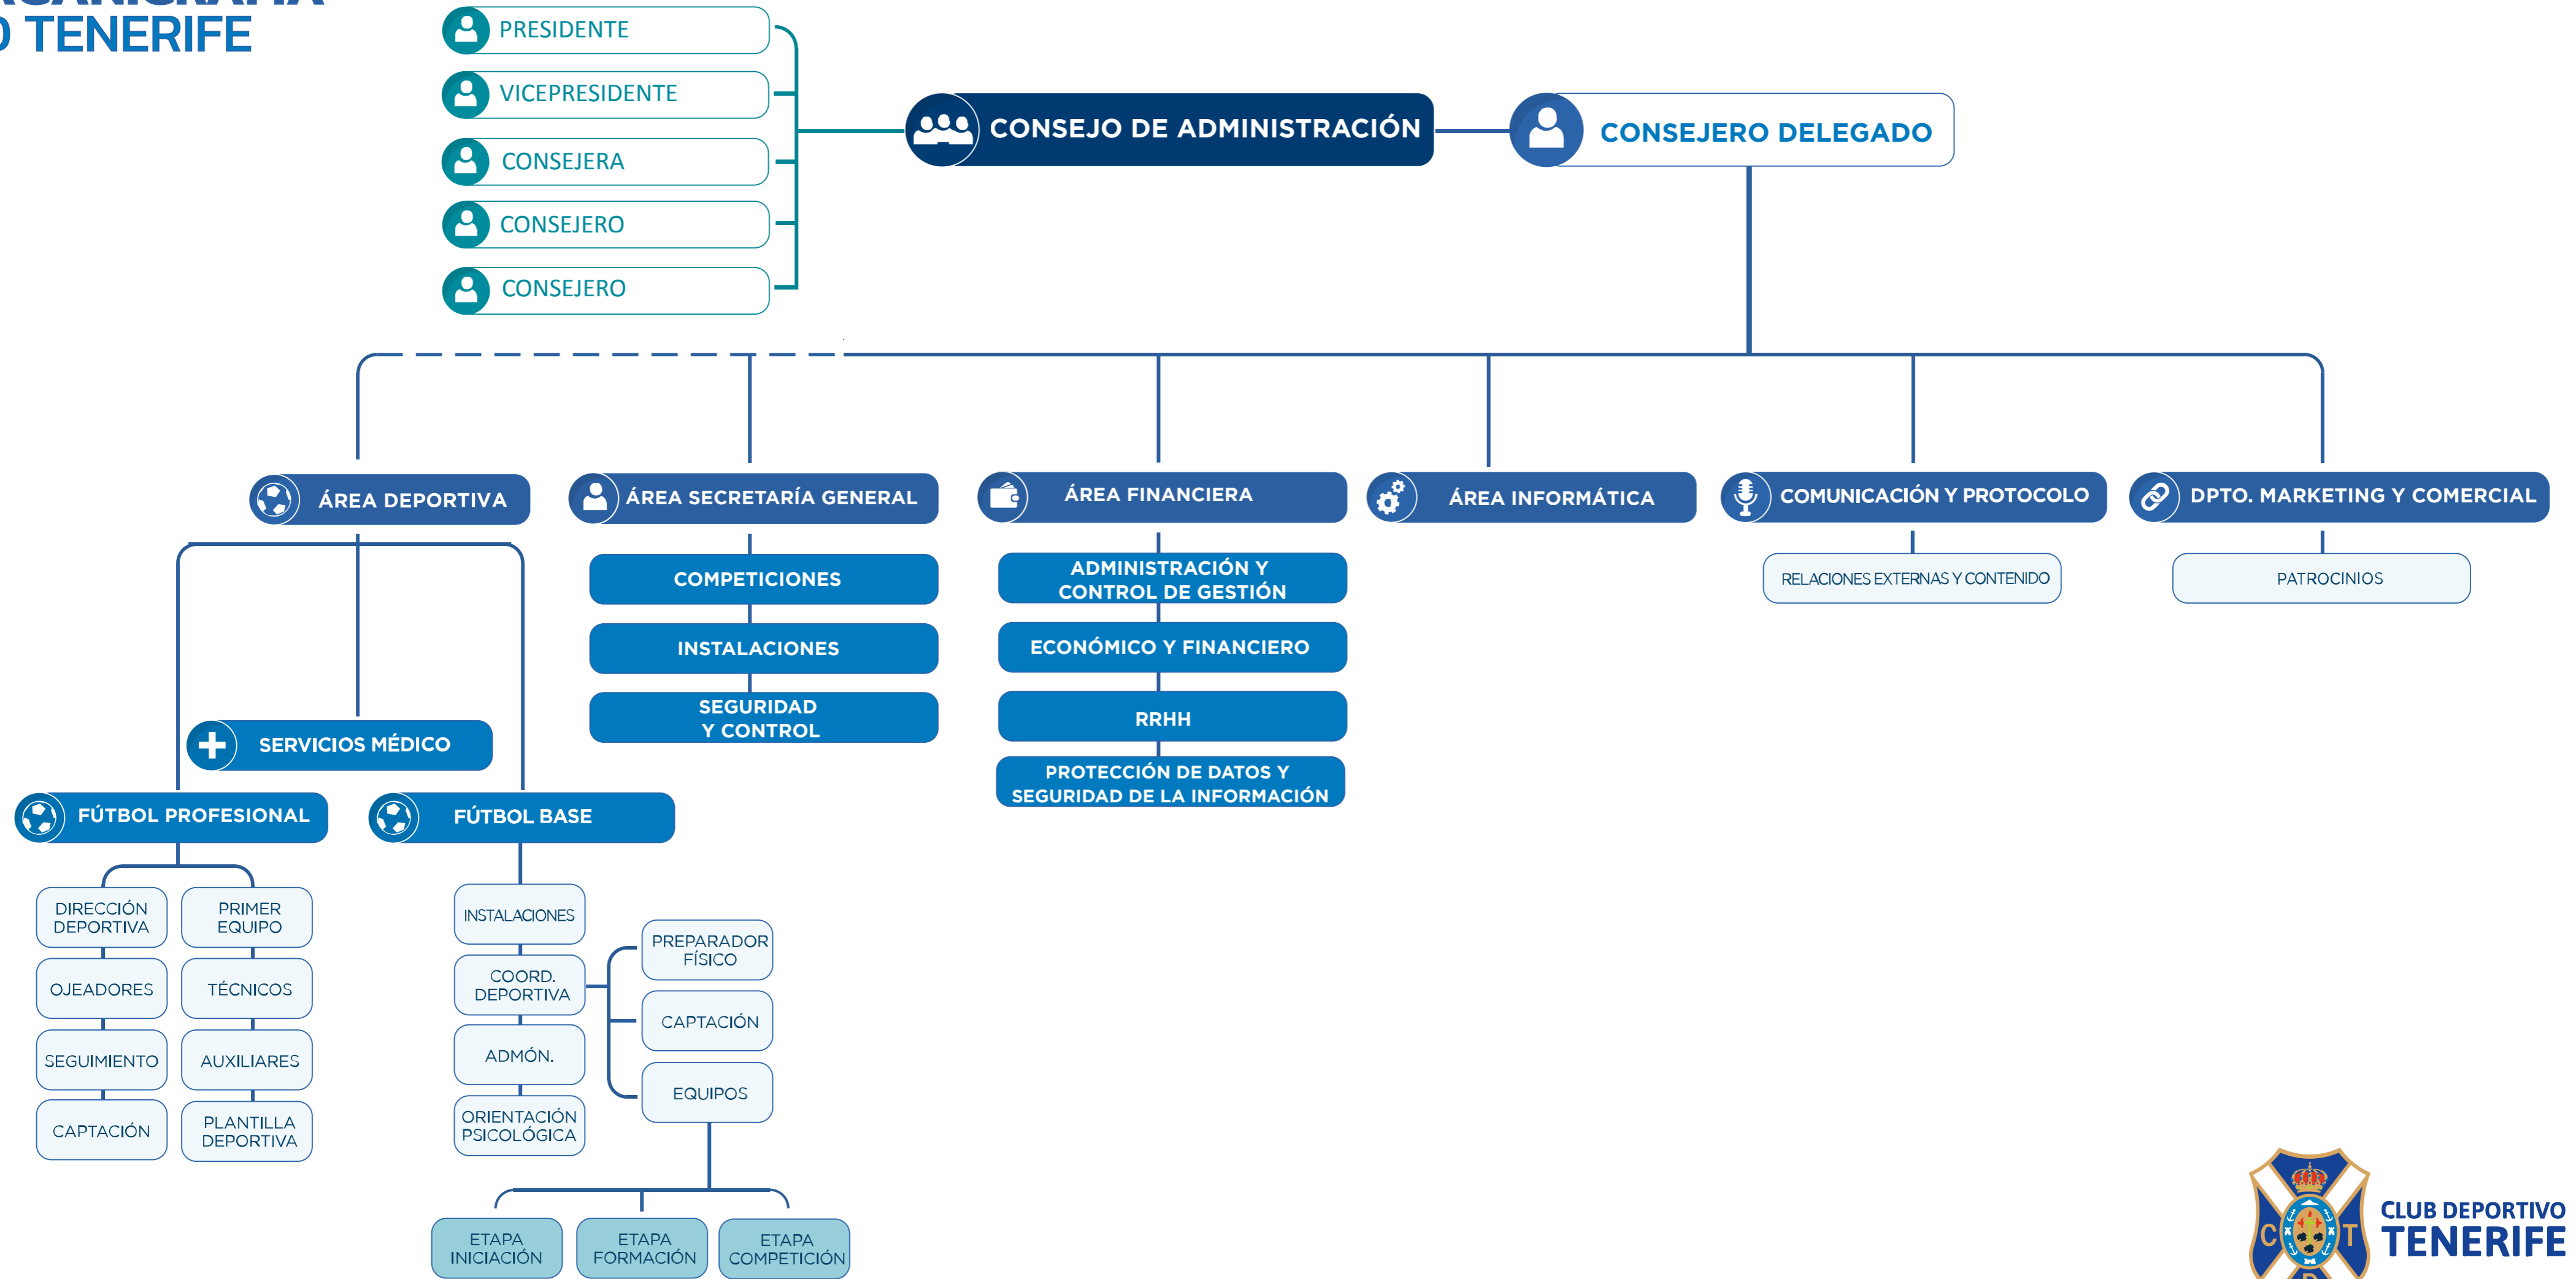 TENERIFE
PRESIDENTE
VICEPRESIDENTE
CONSEJERA
CONSEJERO
CONSEJERO
CONSEJO DE ADMINISTRACIÓN
CONSEJERO DELEGADO
ÁREA DEPORTIVA
ÁREA SECRETARÍA GENERAL
ÁREA FINANCIERA
ÁREA INFORMÁTICA
COMUNICACIÓN Y PROTOCOLO
DPTO. MARKETING Y COMERCIAL
COMPETICIONES
INSTALACIONES
SEGURIDAD
Y CONTROL
ADMINISTRACIÓN Y
CONTROL DE GESTIÓN
ECONÓMICO Y FINANCIERO
RRHH
PROTECCIÓN DE DATOS Y
SEGURIDAD DE LA INFORMACIÓN
RELACIONES EXTERNAS Y CONTENIDO
PATROCINIOS
SERVICIOS MÉDICO
FÚTBOL PROFESIONAL
FÚTBOL BASE
DIRECCIÓN
DEPORTIVA
OJEADORES
SEGUIMIENTO
CAPTACIÓN
PRIMER
EQUIPO
TÉCNICOS
AUXILIARES
PLANTILLA
DEPORTIVA
INSTALACIONES
COORD.
DEPORTIVA
ADMÓN.
ORIENTACIÓN
PSICOLÓGICA
PREPARADOR
FÍSICO
CAPTACIÓN
EQUIPOS
ETAPA
INICIACIÓN
ETAPA
FORMACIÓN
ETAPA
COMPETICIÓN
C T
CLUB DEPORTIVO
TENERIFE